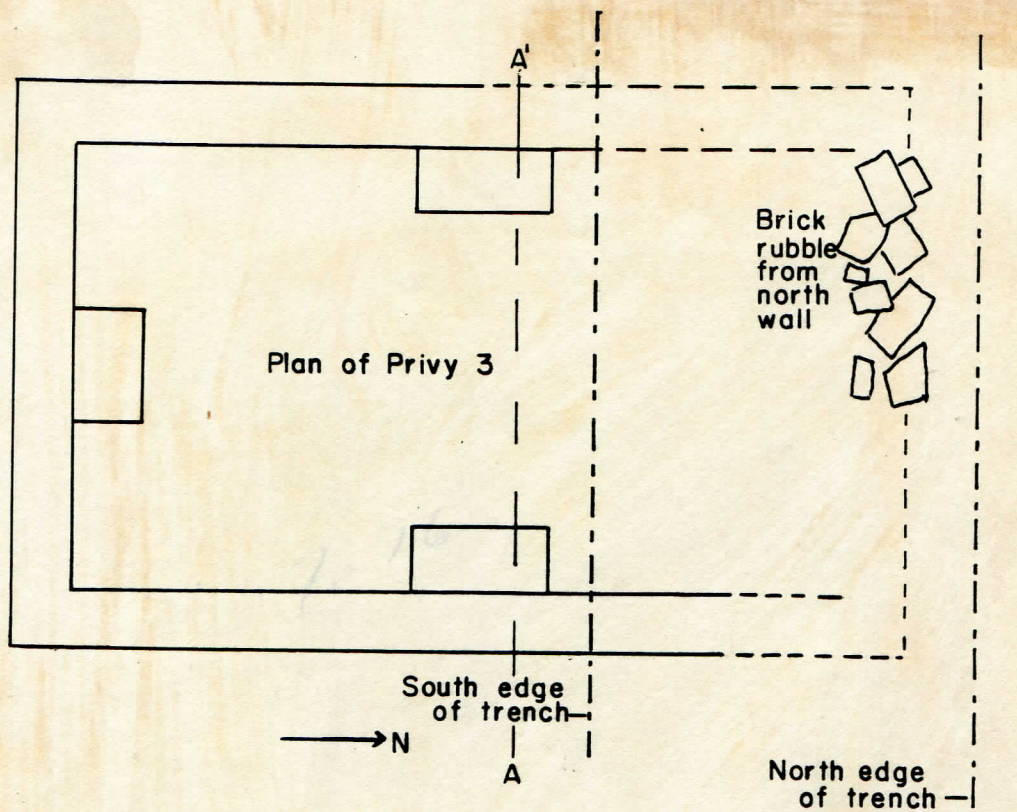 A'
Brick
rubble
from
north
wall
Plan of Privy 3
South edge
of trench
N
A
North edge
of trench